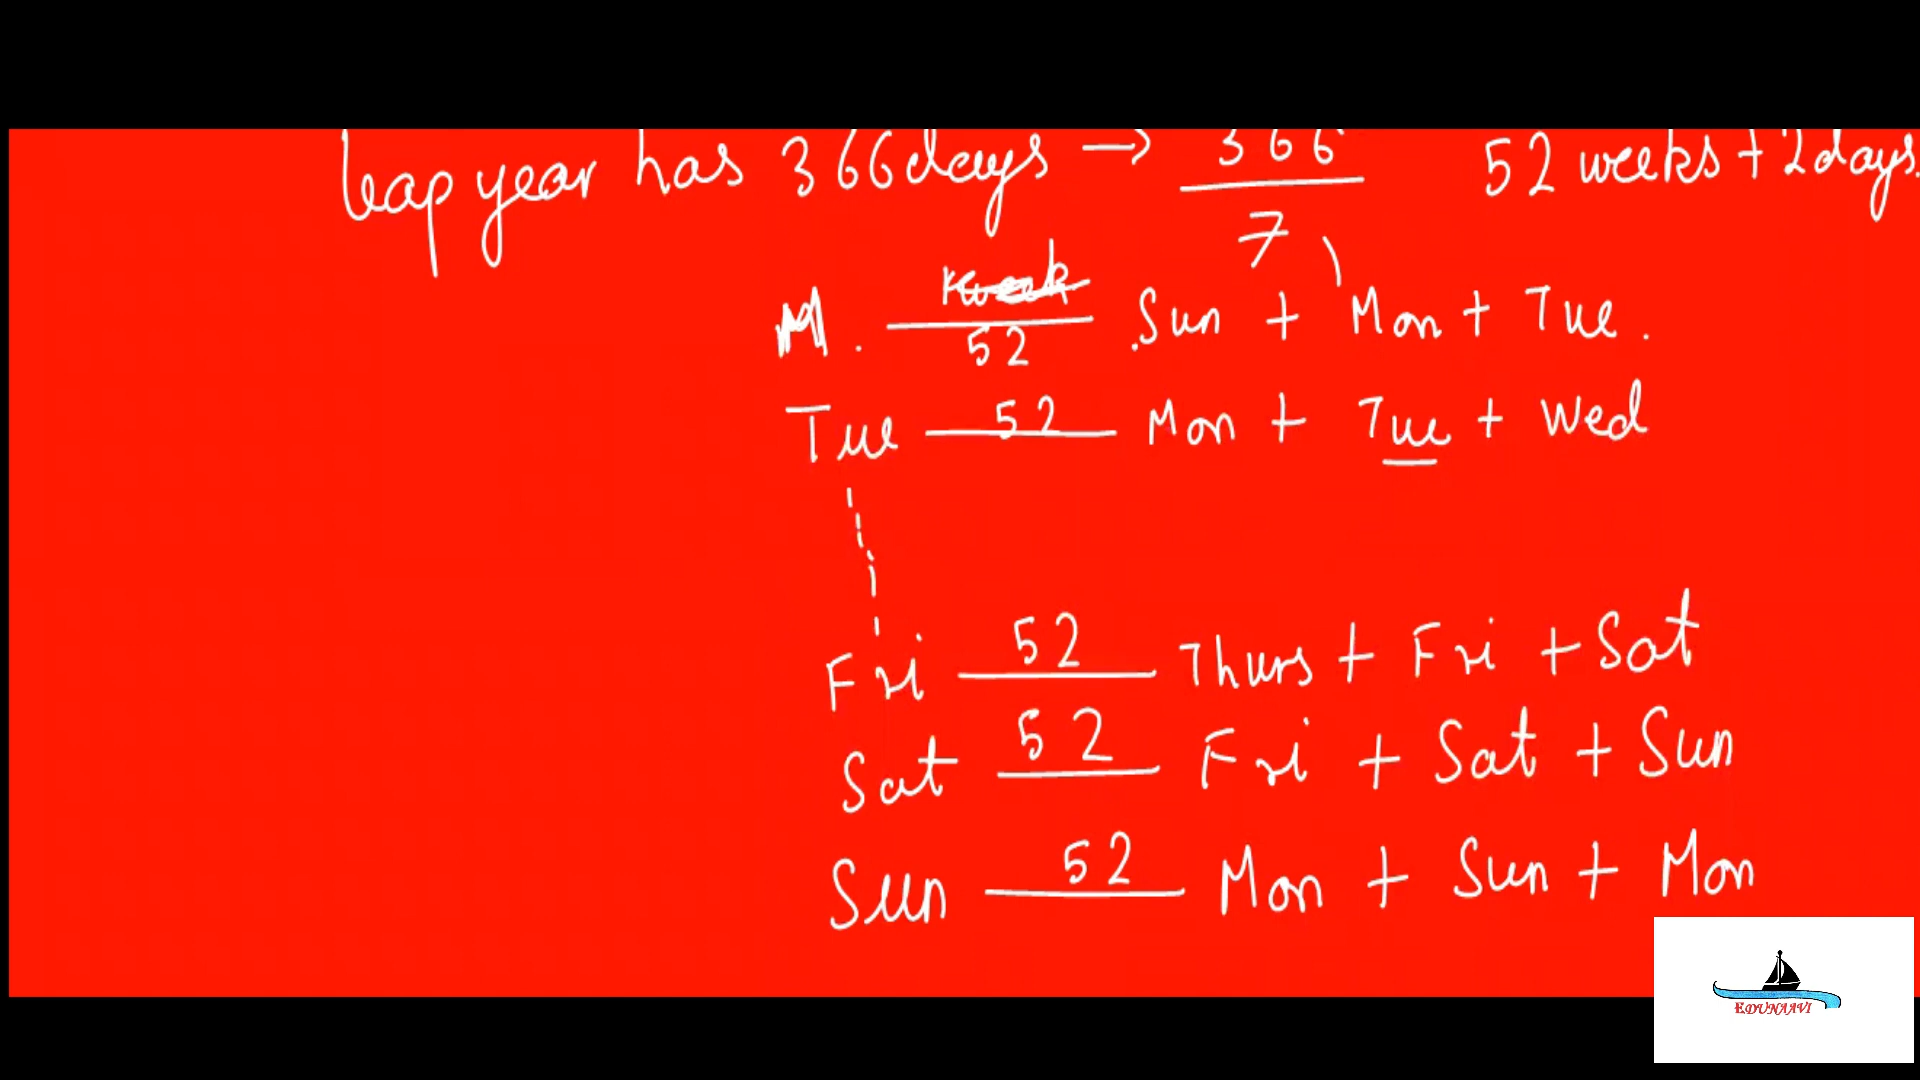 leap year has 366 days → 366/7 52 weeks + 2 days.
M. 52 Sun + Mon + Tue.
Tue 52 Mon + Tue + Wed
Fri 52 Thurs + Fri + Sat
Sat 52 Fri + Sat + Sun
Sun 52 Mon + Sun + Mon
EDUNAAVI